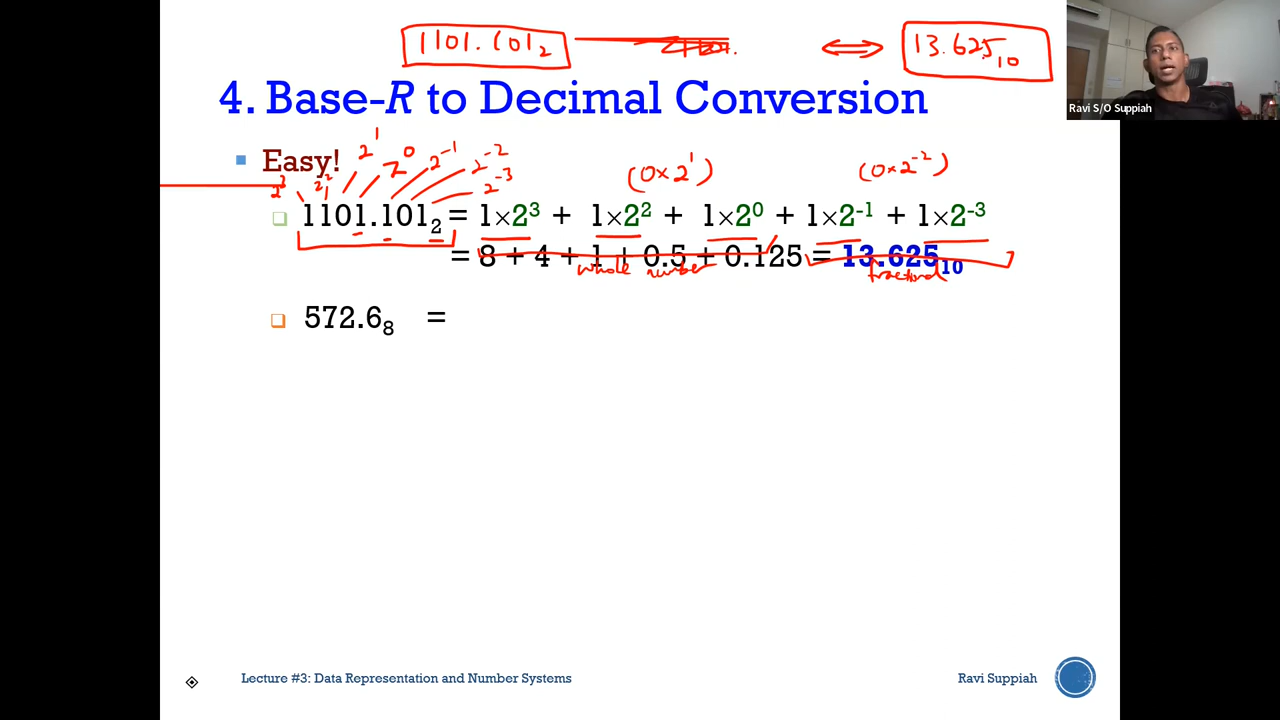 1101.101₂ ⟺ 13.625₁₀
Ravi S/O Suppiah
4. Base-R to Decimal Conversion
Easy!
2³ 2² 2¹ 2⁰ 2⁻¹ 2⁻² 2⁻³ (0×2¹) (0×2⁻²)
1101.101₂ = 1×2³ + 1×2² + 1×2⁰ + 1×2⁻¹ + 1×2⁻³
= 8 + 4 + 1 + 0.5 + 0.125 = 13.625₁₀
whole number fractional
572.6₈ =
Lecture #3: Data Representation and Number Systems
Ravi Suppiah